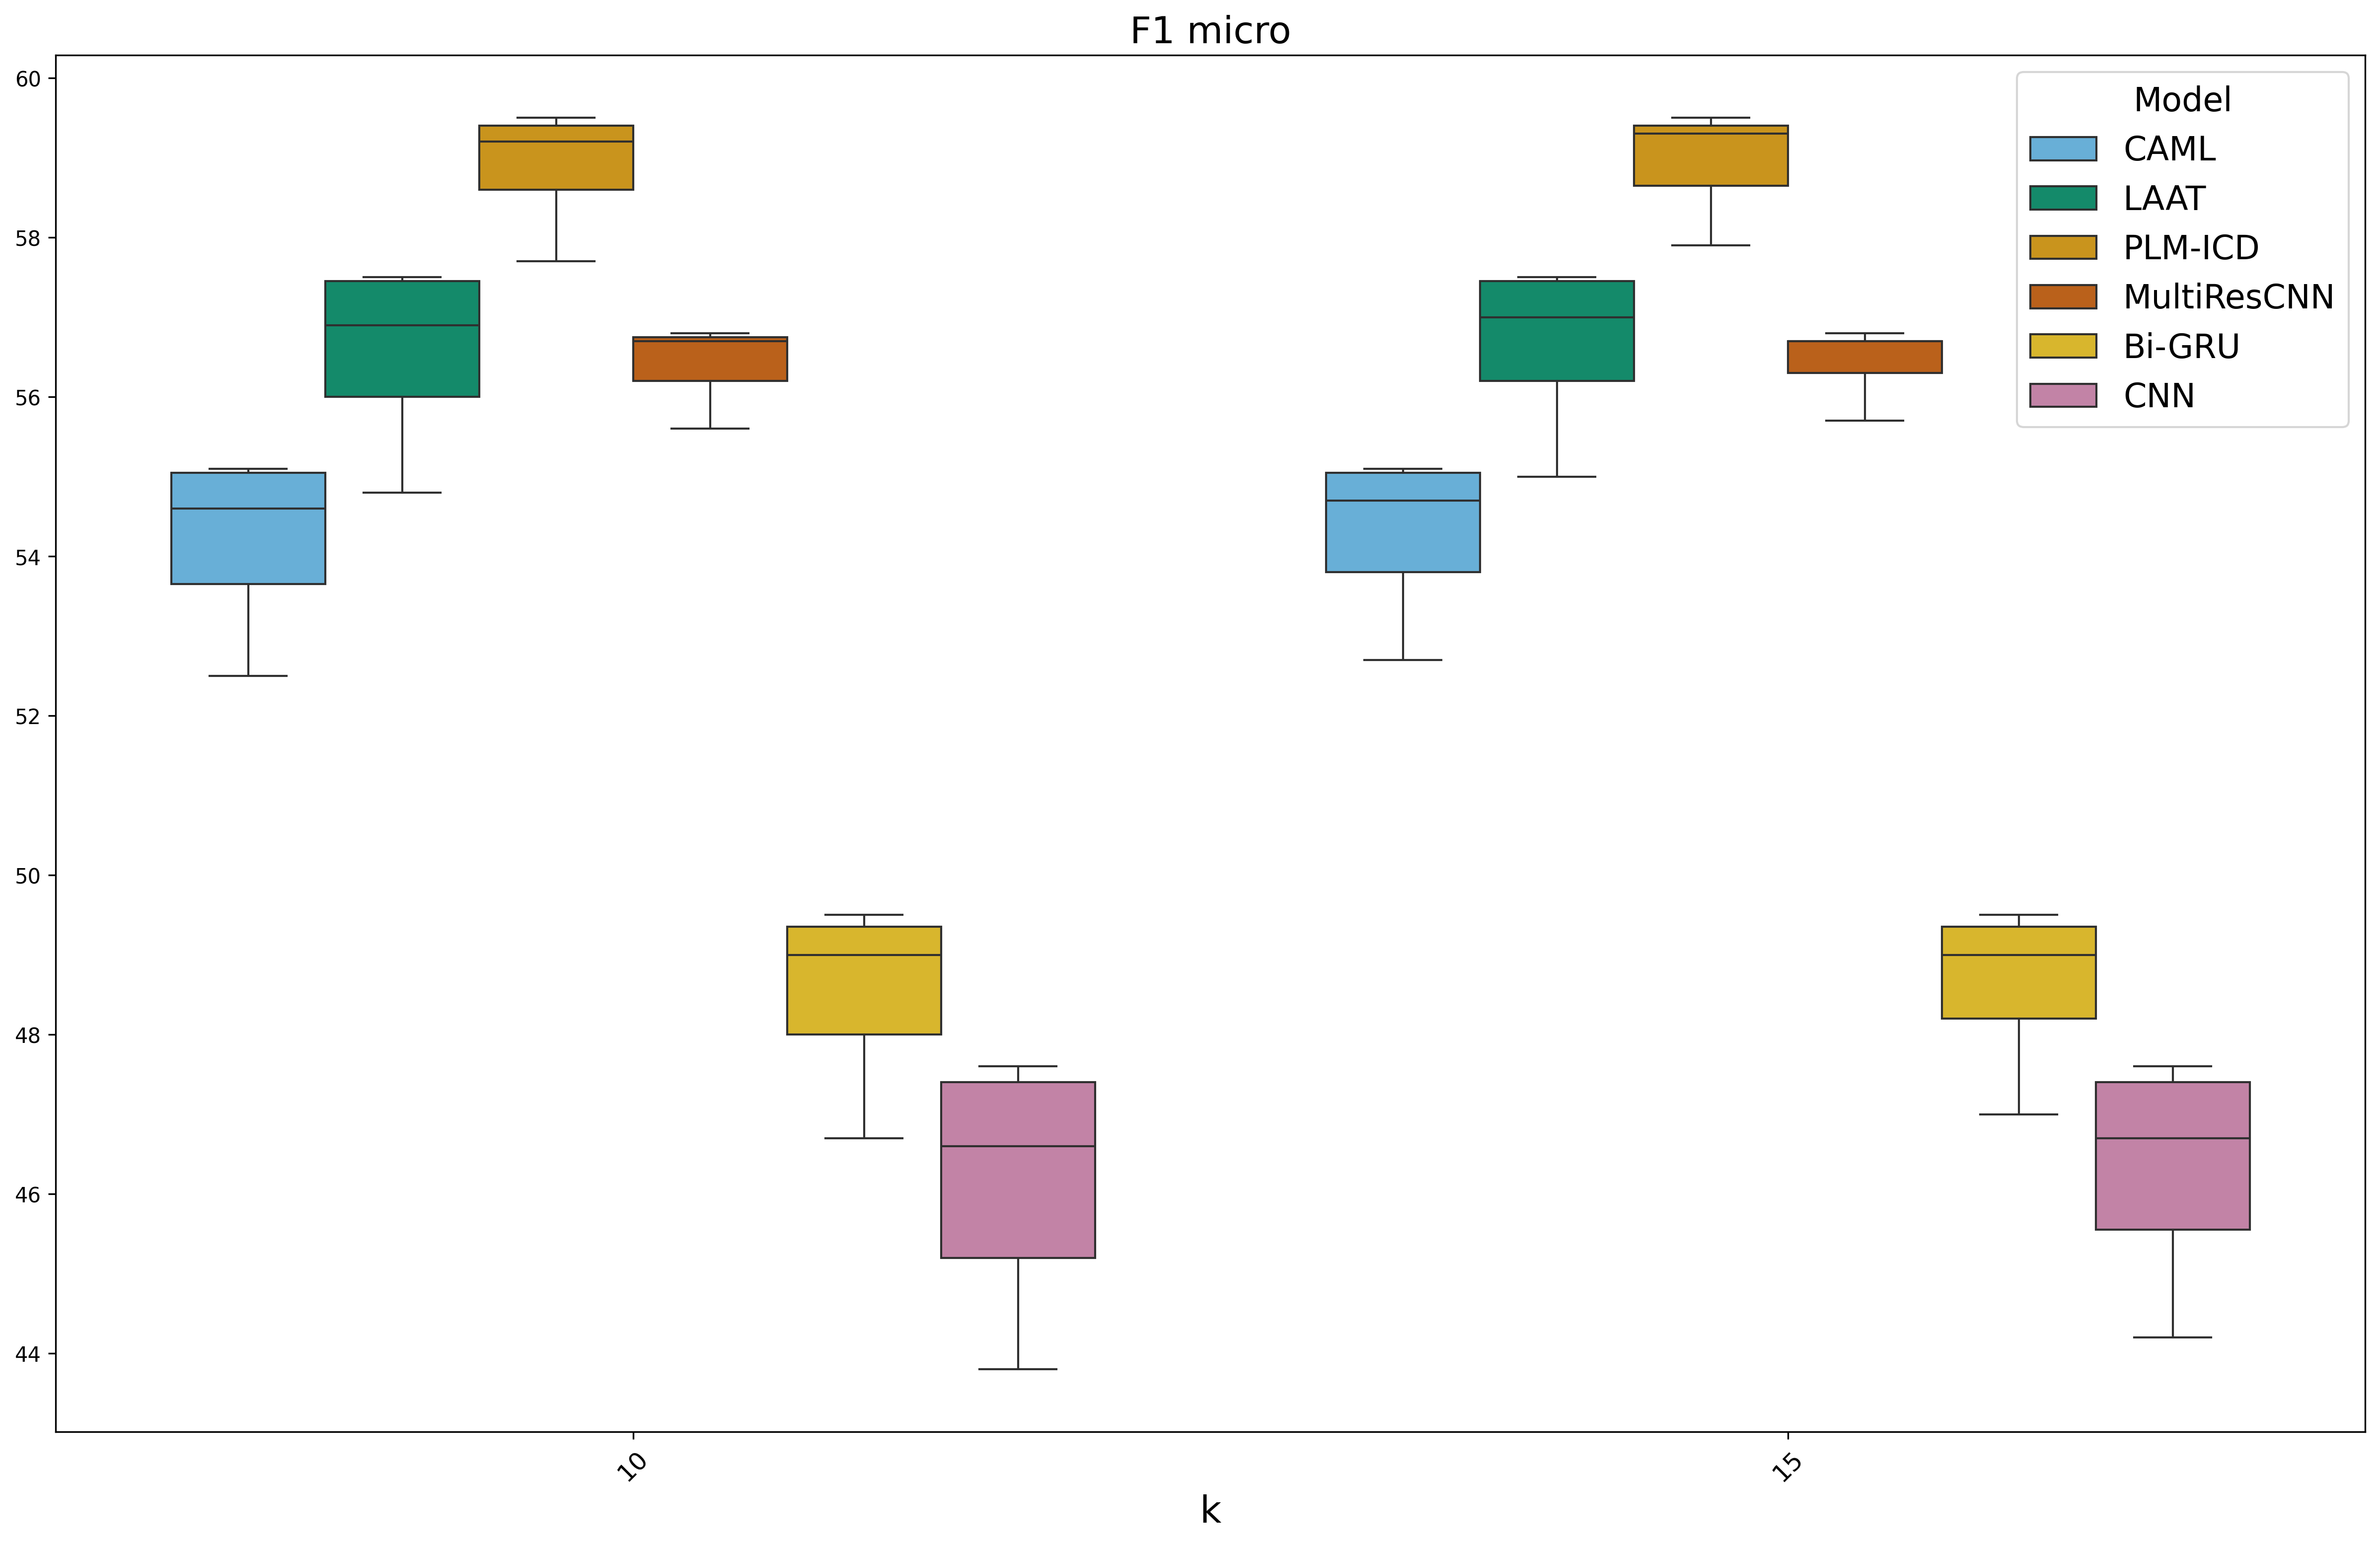 F1 micro
60
58
56
54
52
50
48
46
44
Model
CAML
LAAT
PLM-ICD
MultiResCNN
Bi-GRU
CNN
10
15
k